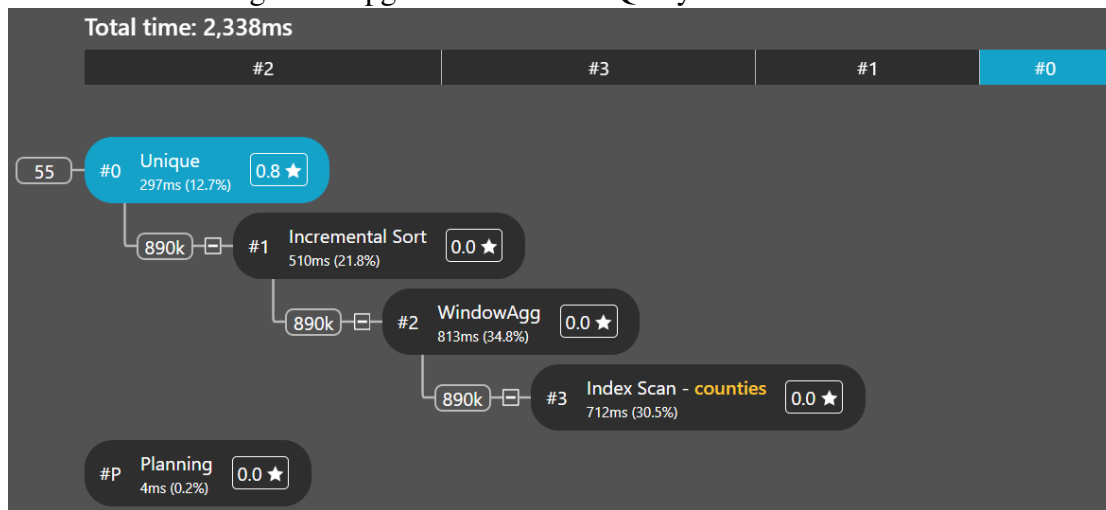 Total time: 2,338ms
#2 #3 #1 #0
55 #0 Unique 0.8 ★
297ms (12.7%)
890k #1 Incremental Sort 0.0 ★
510ms (21.8%)
890k #2 WindowAgg 0.0 ★
813ms (34.8%)
890k #3 Index Scan - counties 0.0 ★
712ms (30.5%)
#P Planning 0.0 ★
4ms (0.2%)